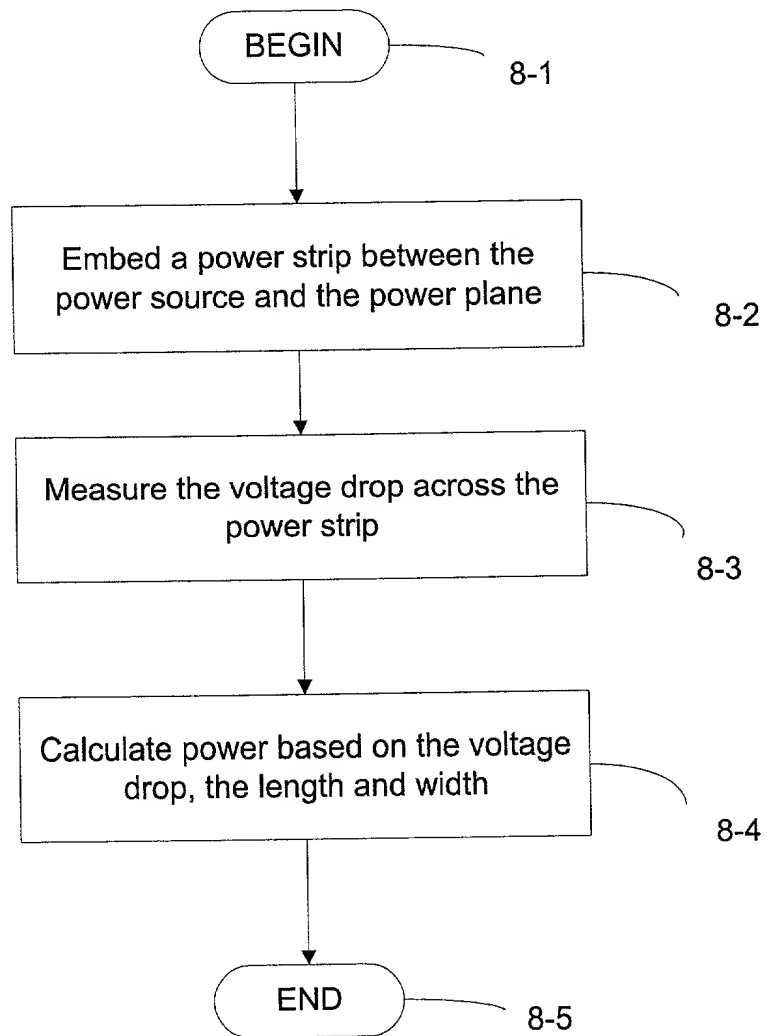 BEGIN
8-1
Embed a power strip between the
power source and the power plane
8-2
Measure the voltage drop across the
power strip
8-3
Calculate power based on the voltage
drop, the length and width
8-4
END
8-5